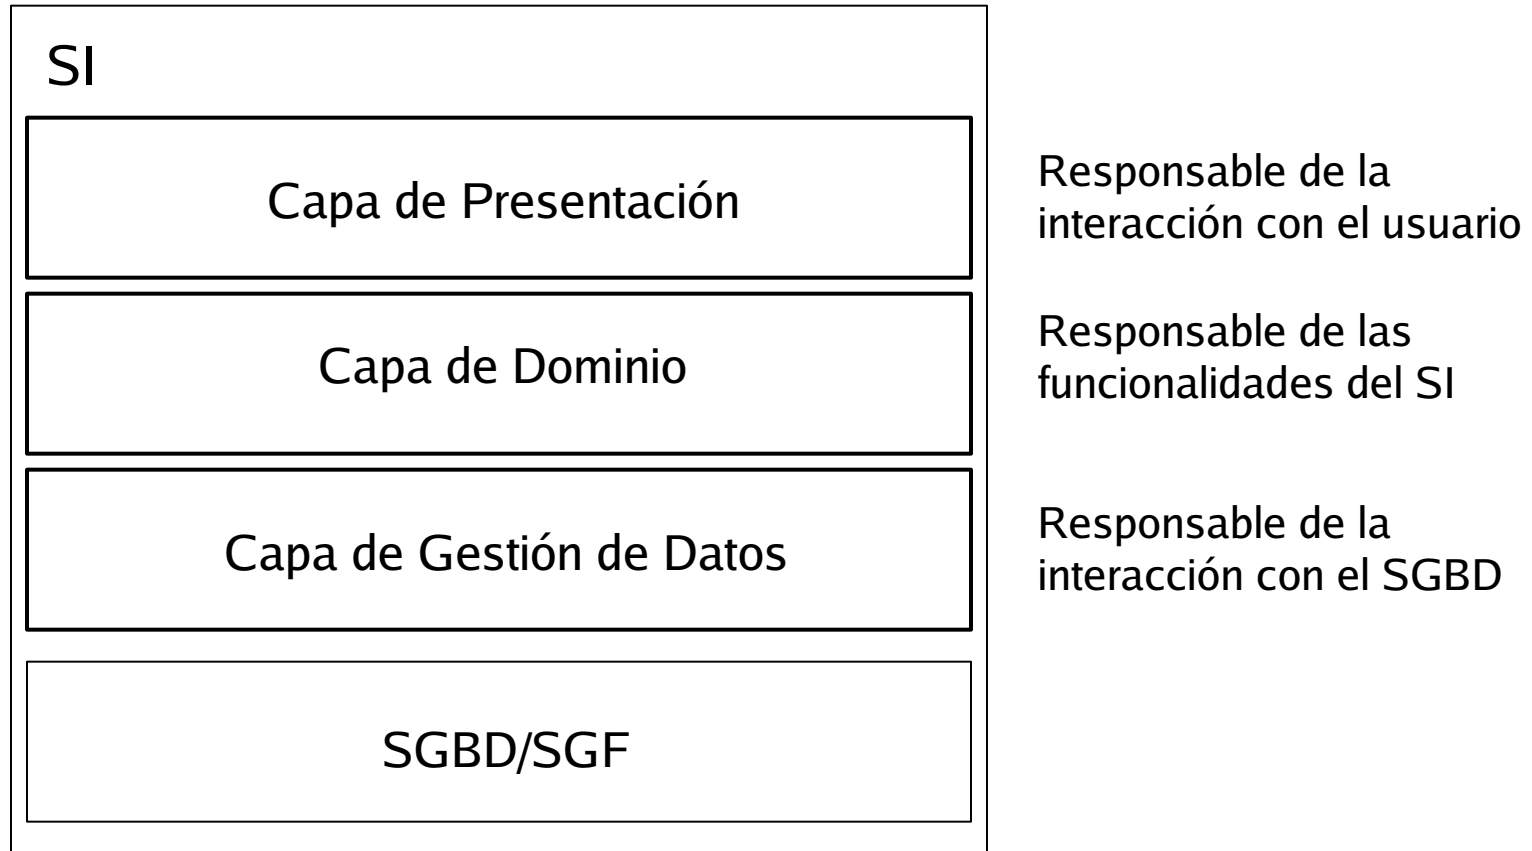 SI
Capa de Presentación
Responsable de la
interacción con el usuario
Capa de Dominio
Responsable de las
funcionalidades del SI
Capa de Gestión de Datos
Responsable de la
interacción con el SGBD
SGBD/SGF